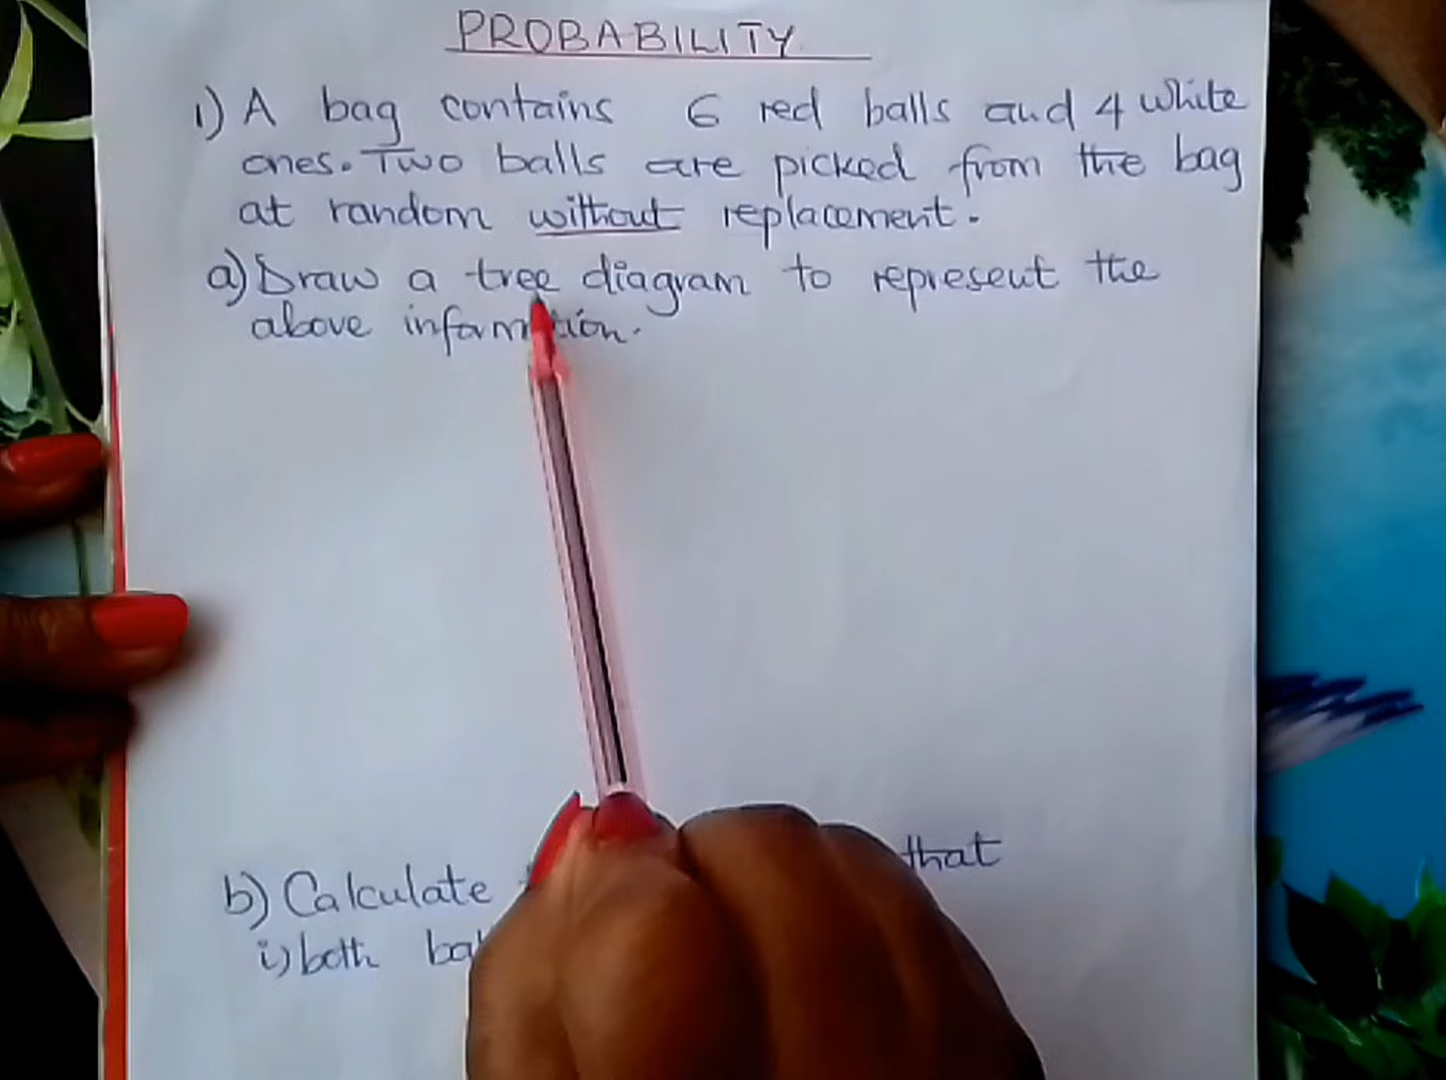 PROBABILITY
1) A bag contains 6 red balls and 4 white
ones. Two balls are picked from the bag
at random without replacement.
a) Draw a tree diagram to represent the
above information.
b) Calculate that
i) both